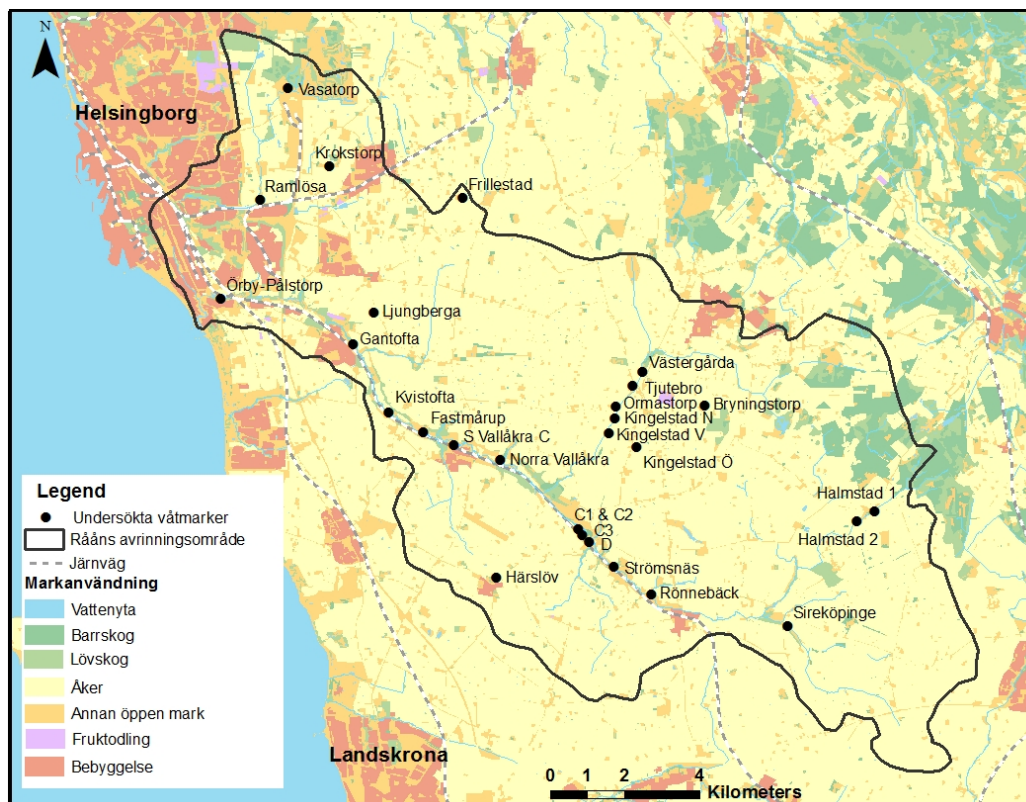 N
Vasatorp
Helsingborg
Krokstorp
Ramlösa
Frillestad
Örby-Pålstorp
Ljungberga
Gantofta
Västergårda
Tjutebro
Kvistofta
Ormastorp
Bryningstorp
Fastmårup
Kingelstad N
S Vallåkra C
Kingelstad V
Norra Vallåkra
Kingelstad Ö
Halmstad 1
C1 & C2
C3
Halmstad 2
D
Strömsnäs
Härslöv
Rönnebäck
Sireköpinge
Landskrona
Legend
Undersökta våtmarker
Rååns avrinningsområde
Järnväg
Markanvändning
Vattenyta
Barrskog
Lövskog
Åker
Annan öppen mark
Fruktodling
Bebyggelse
0 1 2 4
Kilometers